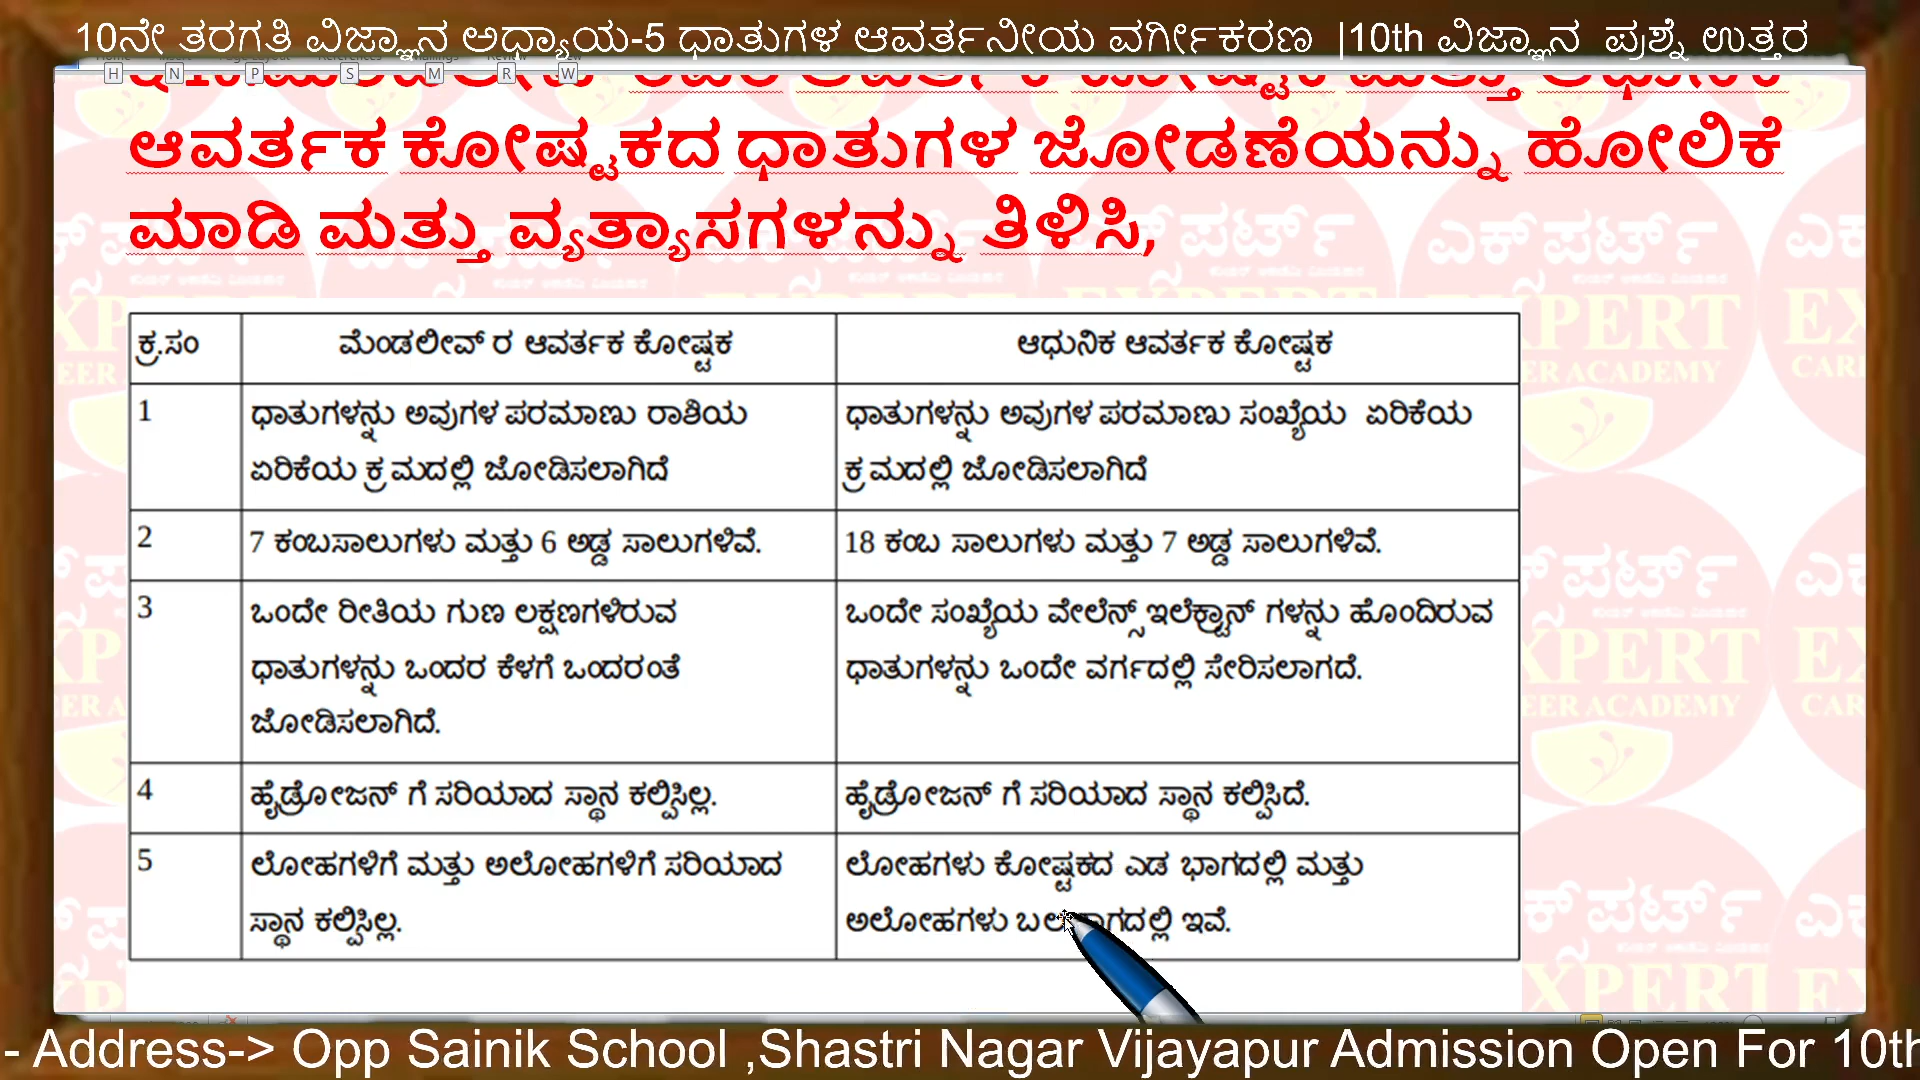 10ನೇ ತರಗತಿ ವಿಜ್ಞಾನ ಅಧ್ಯಾಯ-5 ಧಾತುಗಳ ಆವರ್ತನೀಯ ವರ್ಗೀಕರಣ |10th ವಿಜ್ಞಾನ ಪ್ರಶ್ನೆ ಉತ್ತರ
H N P S M R W
ಆವರ್ತಕ ಕೋಷ್ಟಕದ ಧಾತುಗಳ ಜೋಡಣೆಯನ್ನು ಹೋಲಿಕೆ
ಮಾಡಿ ಮತ್ತು ವ್ಯತ್ಯಾಸಗಳನ್ನು ತಿಳಿಸಿ,
ಕ್ರ.ಸಂ ಮೆಂಡಲೀವ್ ರ ಆವರ್ತಕ ಕೋಷ್ಟಕ ಆಧುನಿಕ ಆವರ್ತಕ ಕೋಷ್ಟಕ
1 ಧಾತುಗಳನ್ನು ಅವುಗಳ ಪರಮಾಣು ರಾಶಿಯ
ಏರಿಕೆಯ ಕ್ರಮದಲ್ಲಿ ಜೋಡಿಸಲಾಗಿದೆ
ಧಾತುಗಳನ್ನು ಅವುಗಳ ಪರಮಾಣು ಸಂಖ್ಯೆಯ ಏರಿಕೆಯ
ಕ್ರಮದಲ್ಲಿ ಜೋಡಿಸಲಾಗಿದೆ
2 7 ಕಂಬಸಾಲುಗಳು ಮತ್ತು 6 ಅಡ್ಡ ಸಾಲುಗಳಿವೆ. 18 ಕಂಬ ಸಾಲುಗಳು ಮತ್ತು 7 ಅಡ್ಡ ಸಾಲುಗಳಿವೆ.
3 ಒಂದೇ ರೀತಿಯ ಗುಣ ಲಕ್ಷಣಗಳಿರುವ
ಧಾತುಗಳನ್ನು ಒಂದರ ಕೆಳಗೆ ಒಂದರಂತೆ
ಜೋಡಿಸಲಾಗಿದೆ.
ಒಂದೇ ಸಂಖ್ಯೆಯ ವೇಲೆನ್ಸ್ ಇಲೆಕ್ಟ್ರಾನ್ ಗಳನ್ನು ಹೊಂದಿರುವ
ಧಾತುಗಳನ್ನು ಒಂದೇ ವರ್ಗದಲ್ಲಿ ಸೇರಿಸಲಾಗದೆ.
4 ಹೈಡ್ರೋಜನ್ ಗೆ ಸರಿಯಾದ ಸ್ಥಾನ ಕಲ್ಪಿಸಿಲ್ಲ. ಹೈಡ್ರೋಜನ್ ಗೆ ಸರಿಯಾದ ಸ್ಥಾನ ಕಲ್ಪಿಸಿದೆ.
5 ಲೋಹಗಳಿಗೆ ಮತ್ತು ಅಲೋಹಗಳಿಗೆ ಸರಿಯಾದ
ಸ್ಥಾನ ಕಲ್ಪಿಸಿಲ್ಲ.
ಲೋಹಗಳು ಕೋಷ್ಟಕದ ಎಡ ಭಾಗದಲ್ಲಿ ಮತ್ತು
ಅಲೋಹಗಳು ಇವೆ.
- Address-> Opp Sainik School ,Shastri Nagar Vijayapur Admission Open For 10th